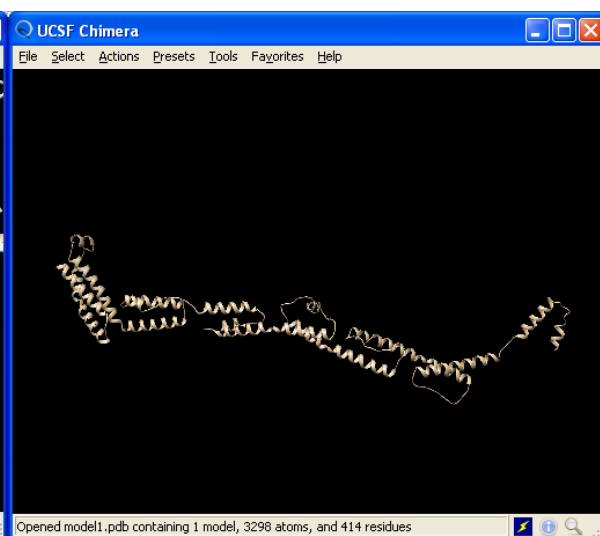 UCSF Chimera
File Select Actions Presets Tools Favorites Help
Opened model1.pdb containing 1 model, 3298 atoms, and 414 residues